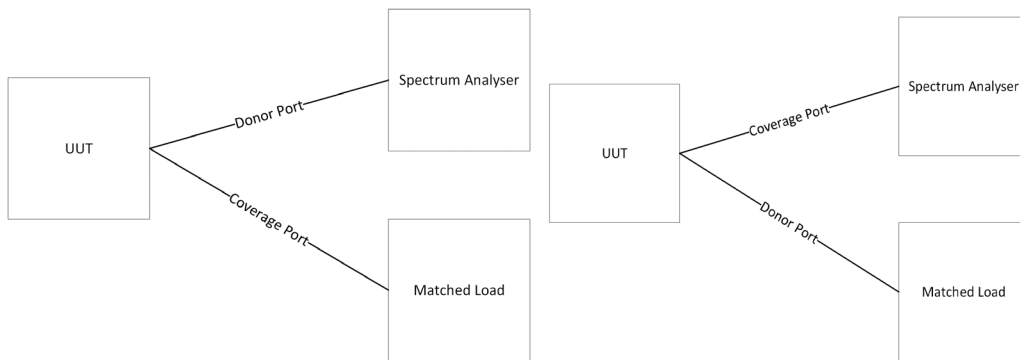 Spectrum Analyser
Donor Port
UUT
Coverage Port
Matched Load
Spectrum Analyser
Coverage Port
UUT
Donor Port
Matched Load